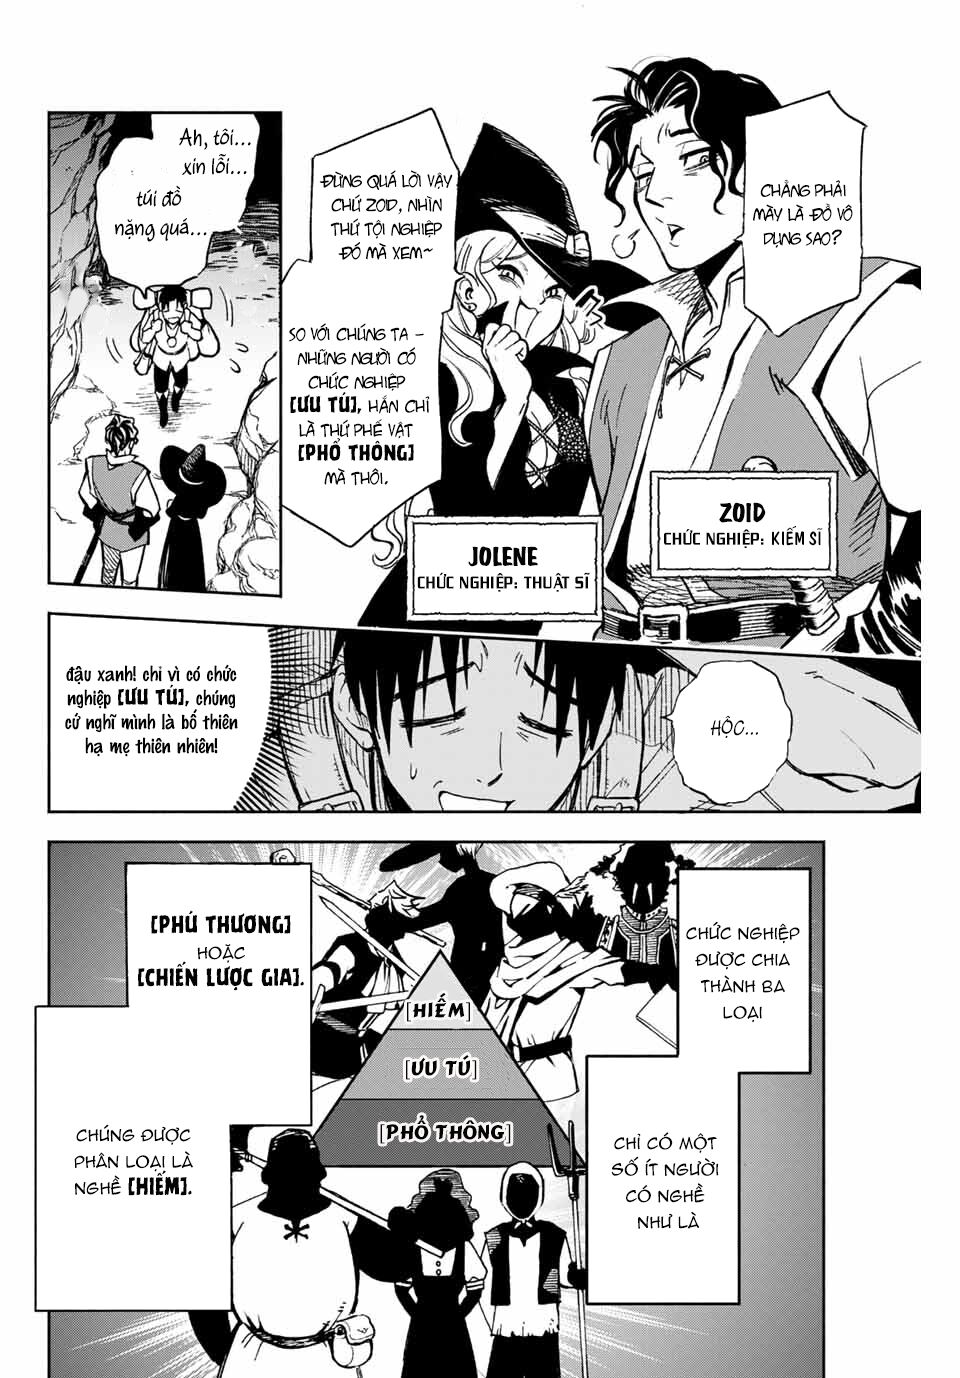 CHẲNG PHẢI
MÀY LÀ ĐỒ VÔ
DỤNG SAO?
ZOID
CHỨC NGHIỆP: KIẾM SĨ
ĐỪNG QUÁ LỜI VẬY
CHỨ ZOID, NHÌN
THỨ TỘI NGHIỆP
ĐÓ MÀ XEM~
SO VỚI CHÚNG TA –
NHỮNG NGƯỜI CÓ
CHỨC NGHIỆP
[ƯU TÚ], HẮN CHỈ
LÀ THỨ PHÉ VẬT
[PHỔ THÔNG]
MÀ THÔI.
JOLENE
CHỨC NGHIỆP: THUẬT SĨ
Ah, tôi...
xin lỗi...
túi đồ
nặng quá...
HỘC...
đậu xanh! chỉ vì có chức
nghiệp [ƯU TÚ], chúng
cứ nghĩ mình là bố thiên
hạ mẹ thiên nhiên!
CHỨC NGHIỆP
ĐƯỢC CHIA
THÀNH BA
LOẠI
[HIẾM]
[ƯU TÚ]
[PHỔ THÔNG]
CHỈ CÓ MỘT
SỐ ÍT NGƯỜI
CÓ NGHỀ
NHƯ LÀ
[PHÚ THƯƠNG]
HOẶC
[CHIẾN LƯỢC GIA].
CHÚNG ĐƯỢC
PHÂN LOẠI LÀ
NGHỀ [HIẾM].